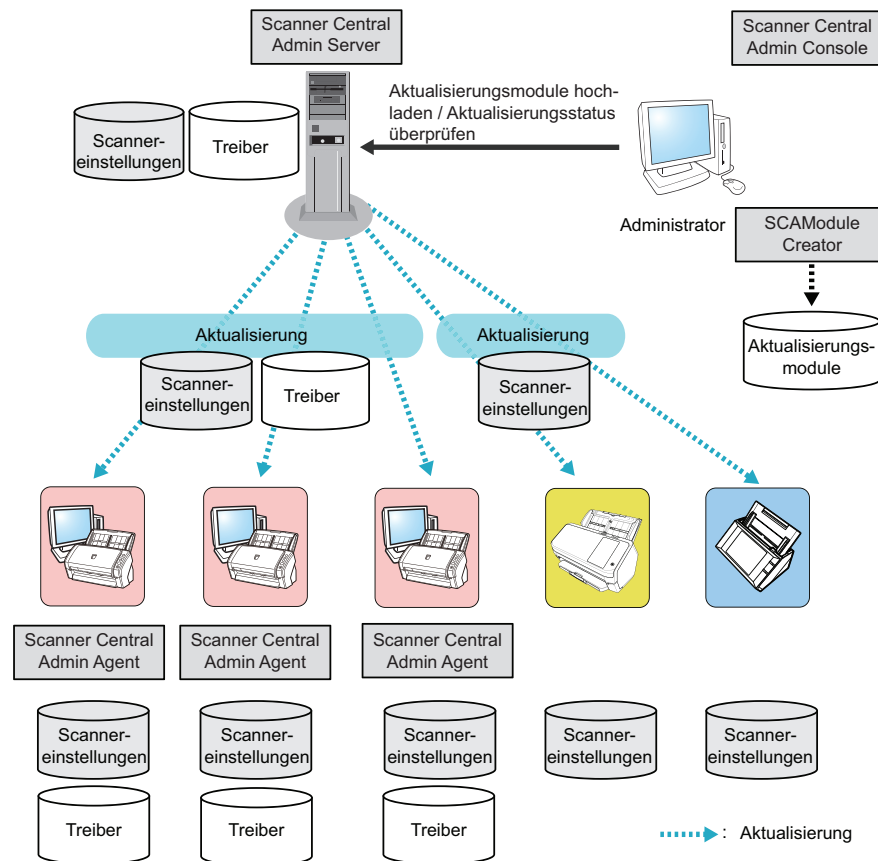 Scanner Central
Admin Server
Scanner Central
Admin Console
Aktualisierungsmodule hoch-
laden / Aktualisierungsstatus
überprüfen
Scanner-
einstellungen
Treiber
Administrator
SCAModule
Creator
Aktualisierungs-
module
Aktualisierung
Aktualisierung
Scanner-
einstellungen
Treiber
Scanner-
einstellungen
Scanner Central
Admin Agent
Scanner Central
Admin Agent
Scanner Central
Admin Agent
Scanner-
einstellungen
Scanner-
einstellungen
Scanner-
einstellungen
Scanner-
einstellungen
Scanner-
einstellungen
Treiber
Treiber
Treiber
: Aktualisierung